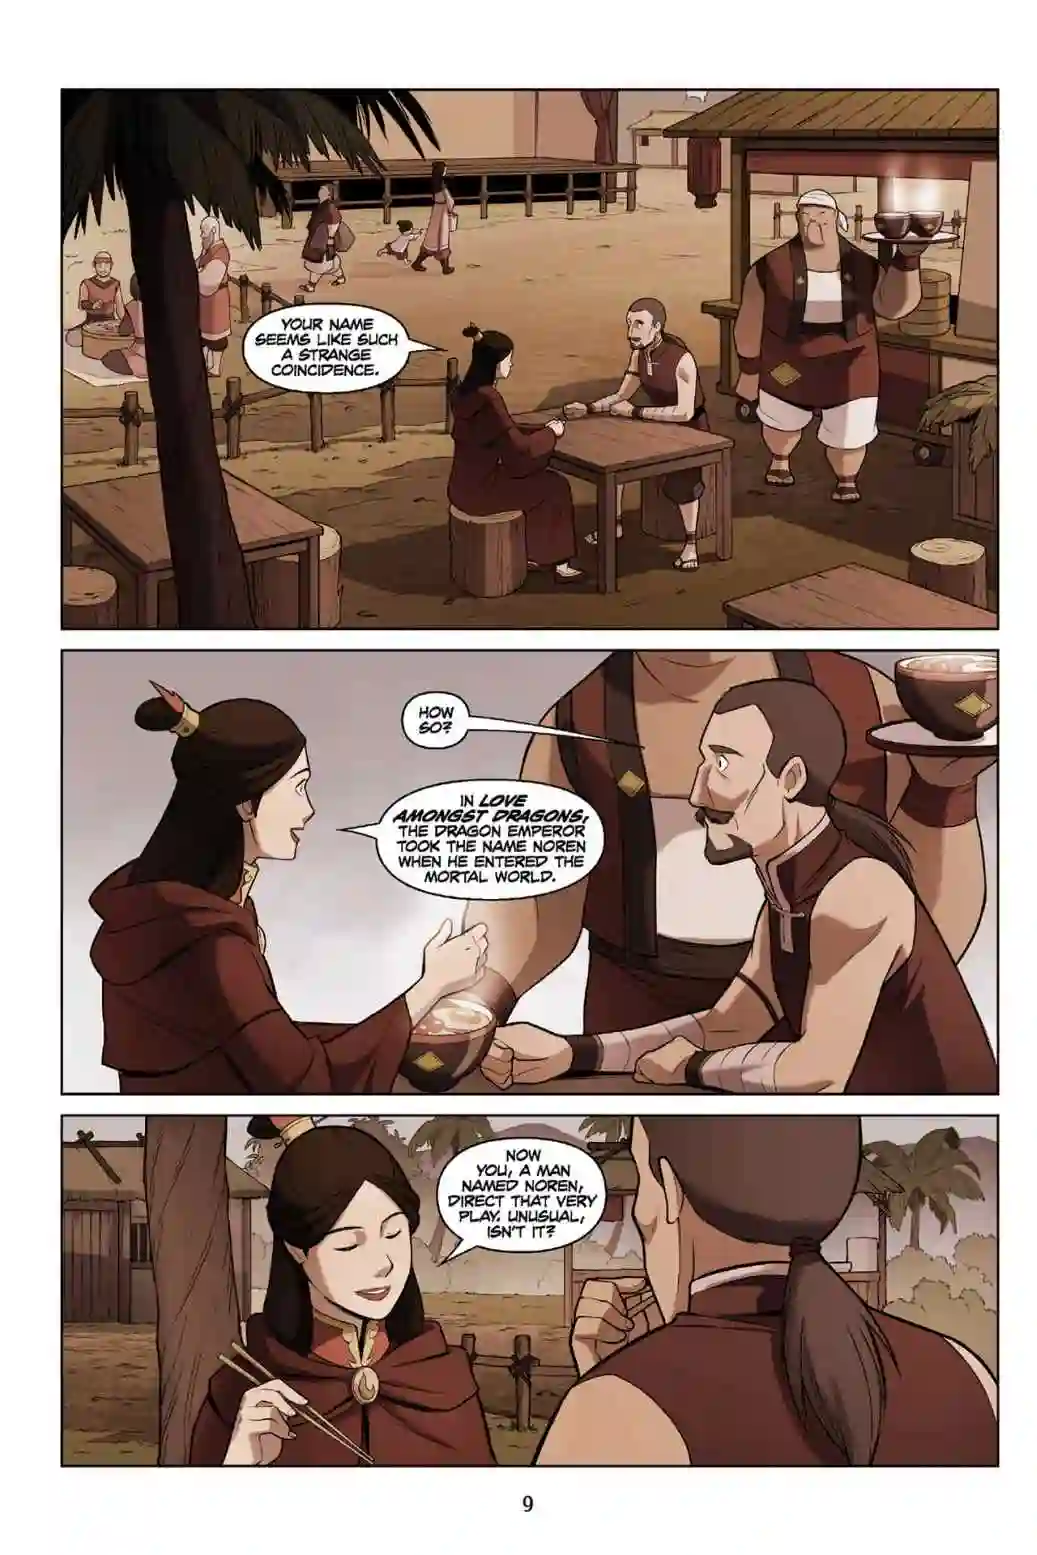 YOUR NAME
SEEMS LIKE SUCH
A STRANGE
COINCIDENCE.
HOW
SO?
IN LOVE
AMONGST DRAGONS,
THE DRAGON EMPEROR
TOOK THE NAME NOREN
WHEN HE ENTERED THE
MORTAL WORLD.
NOW
YOU, A MAN
NAMED NOREN,
DIRECT THAT VERY
PLAY. UNUSUAL,
ISN'T IT?
9